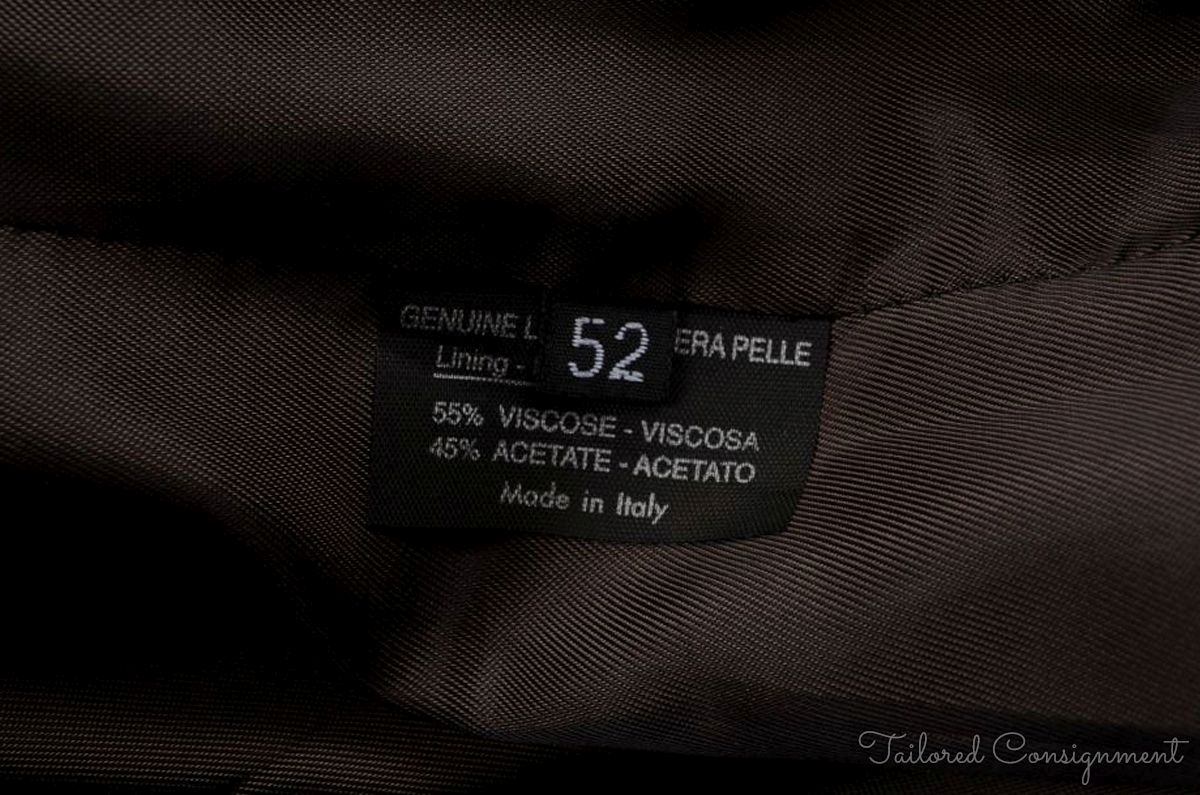 GENUINE L
52
ERA PELLE
Lining -
55% VISCOSE - VISCOSA
45% ACETATE - ACETATO
Made in Italy
Tailored Consignment